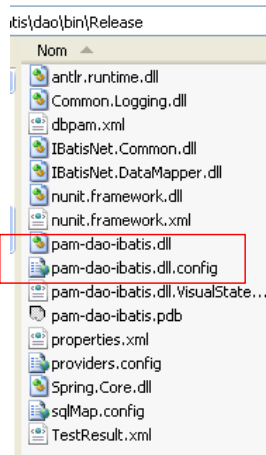 tis\dao\bin\Release
Nom
antlr.runtime.dll
Common.Logging.dll
dbpam.xml
IBatisNet.Common.dll
IBatisNet.DataMapper.dll
nunit.framework.dll
nunit.framework.xml
pam-dao-ibatis.dll
pam-dao-ibatis.dll.config
pam-dao-ibatis.dll.VisualState...
pam-dao-ibatis.pdb
properties.xml
providers.config
Spring.Core.dll
sqlMap.config
TestResult.xml